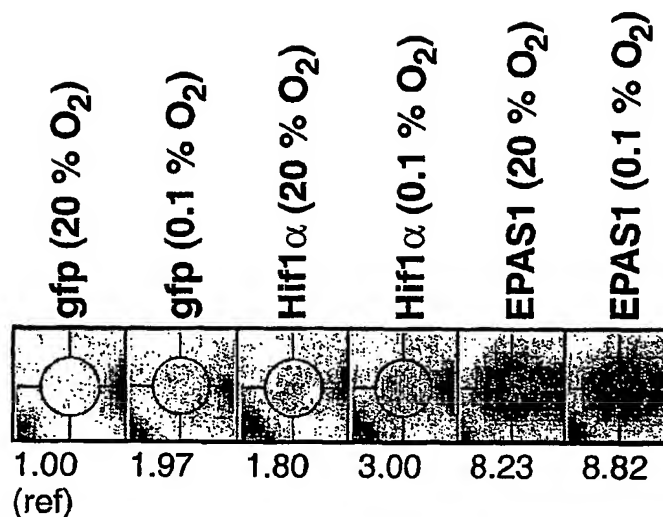 gfp (20 % O₂)
gfp (0.1 % O₂)
Hif1α (20 % O₂)
Hif1α (0.1 % O₂)
EPAS1 (20 % O₂)
EPAS1 (0.1 % O₂)
1.00 1.97 1.80 3.00 8.23 8.82
(ref)